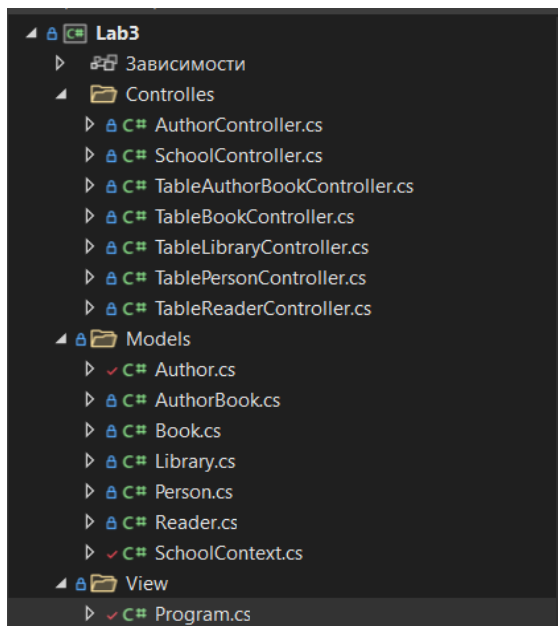 C# Lab3
Зависимости
Controlles
C# AuthorController.cs
C# SchoolController.cs
C# TableAuthorBookController.cs
C# TableBookController.cs
C# TableLibraryController.cs
C# TablePersonController.cs
C# TableReaderController.cs
Models
C# Author.cs
C# AuthorBook.cs
C# Book.cs
C# Library.cs
C# Person.cs
C# Reader.cs
C# SchoolContext.cs
View
C# Program.cs